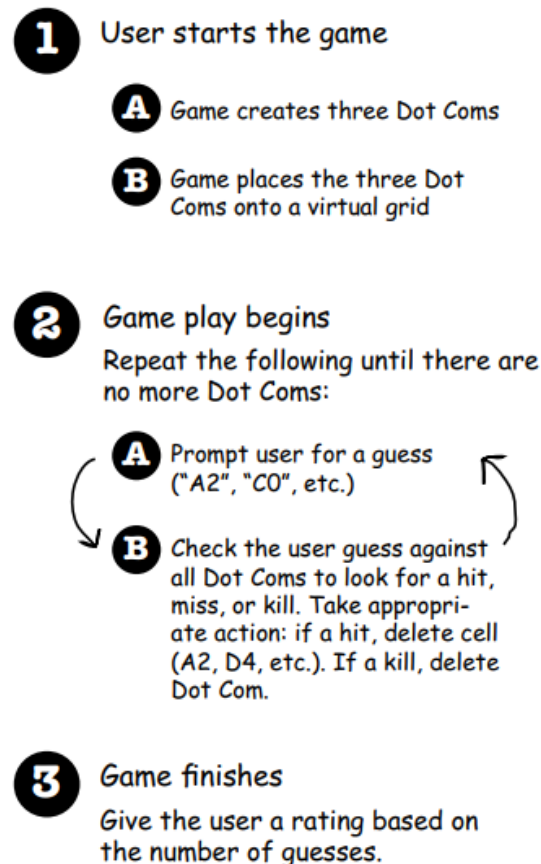 1 User starts the game
A Game creates three Dot Coms
B Game places the three Dot
Coms onto a virtual grid
2 Game play begins
Repeat the following until there are
no more Dot Coms:
A Prompt user for a guess
(“A2”, “C0”, etc.)
B Check the user guess against
all Dot Coms to look for a hit,
miss, or kill. Take appropri-
ate action: if a hit, delete cell
(A2, D4, etc.). If a kill, delete
Dot Com.
3 Game finishes
Give the user a rating based on
the number of guesses.